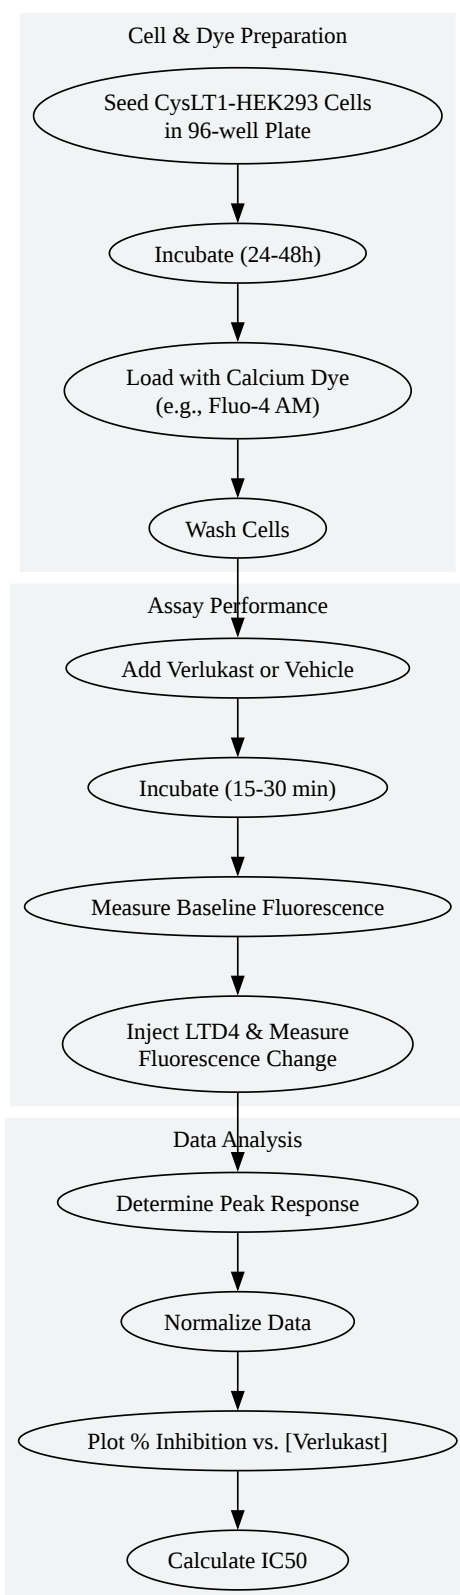 Cell & Dye Preparation
Seed CysLT1-HEK293 Cells
in 96-well Plate
Incubate (24-48h)
Load with Calcium Dye
(e.g., Fluo-4 AM)
Wash Cells
Assay Performance
Add Verlukast or Vehicle
Incubate (15-30 min)
Measure Baseline Fluorescence
Inject LTD4 & Measure
Fluorescence Change
Data Analysis
Determine Peak Response
Normalize Data
Plot % Inhibition vs. [Verlukast]
Calculate IC50